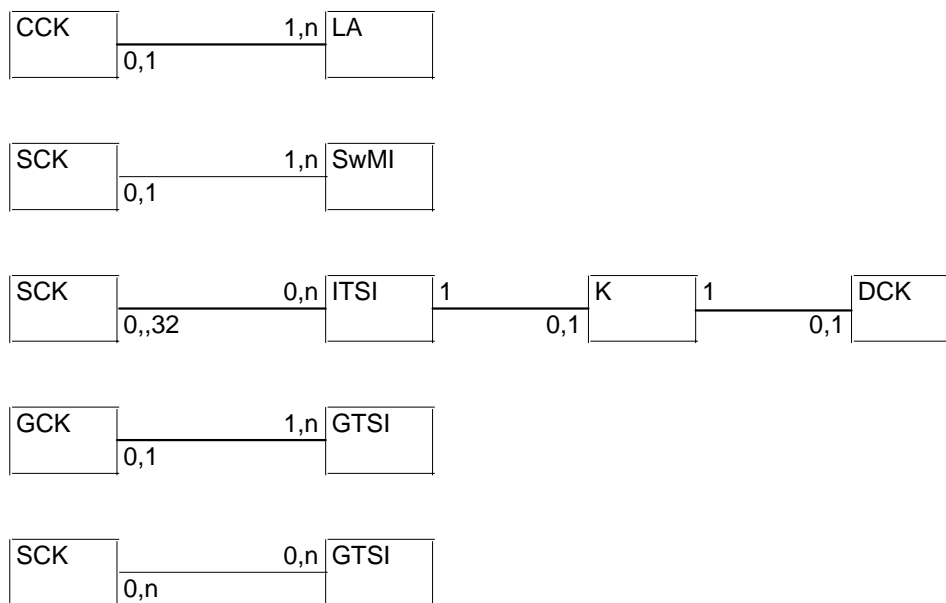 CCK 1,n LA
0,1
SCK 1,n SwMI
0,1
SCK 0,n ITSI 1 K 1 DCK
0,,32 0,1 0,1
GCK 1,n GTSI
0,1
SCK 0,n GTSI
0,n